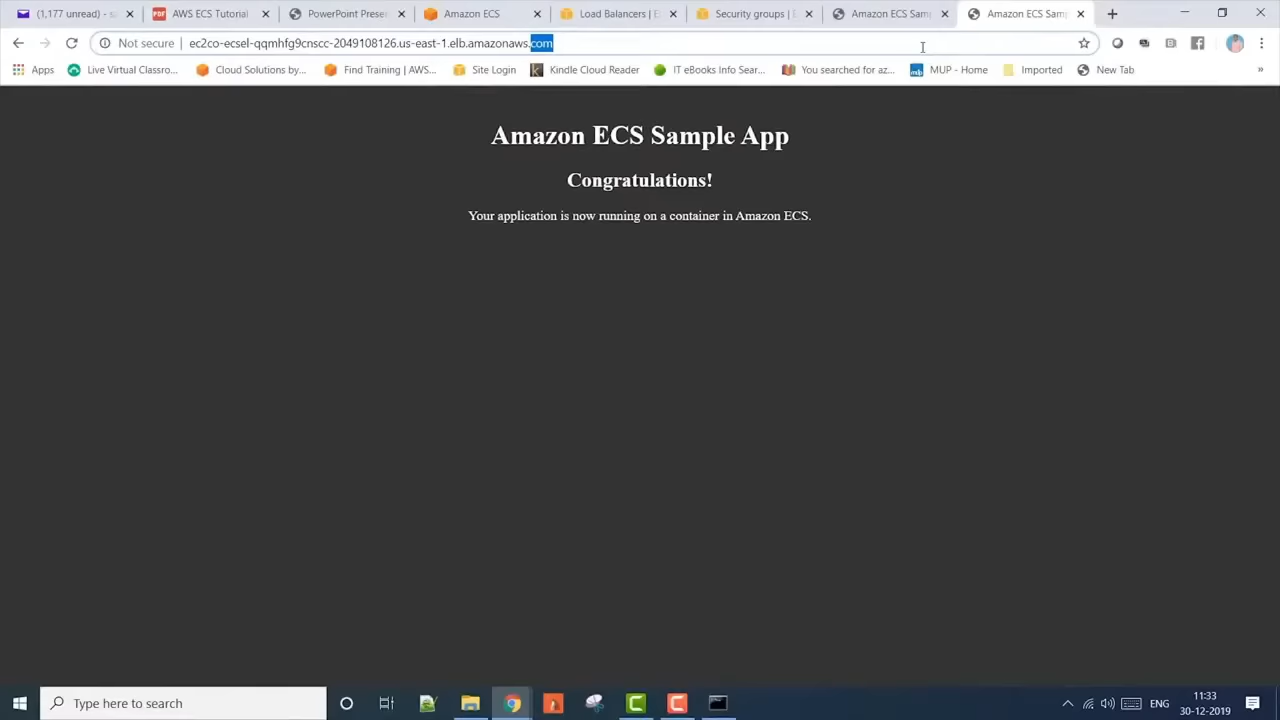 (1,177 unread) - s
AWS ECS Tutorial
PowerPoint Prese
Amazon ECS
Load Balancers | E
Security groups | E
Amazon ECS Sam
Amazon ECS Sam
Not secure
ec2co-ecsel-qqmhfg9cnscc-2049108126.us-east-1.elb.amazonaws.com
Apps
Live Virtual Classro...
Cloud Solutions by...
Find Training | AWS...
Site Login
Kindle Cloud Reader
IT eBooks Info Sear...
You searched for az...
MUP - Home
Imported
New Tab
»
Amazon ECS Sample App
Congratulations!
Your application is now running on a container in Amazon ECS.
Type here to search
ENG
11:33
30-12-2019